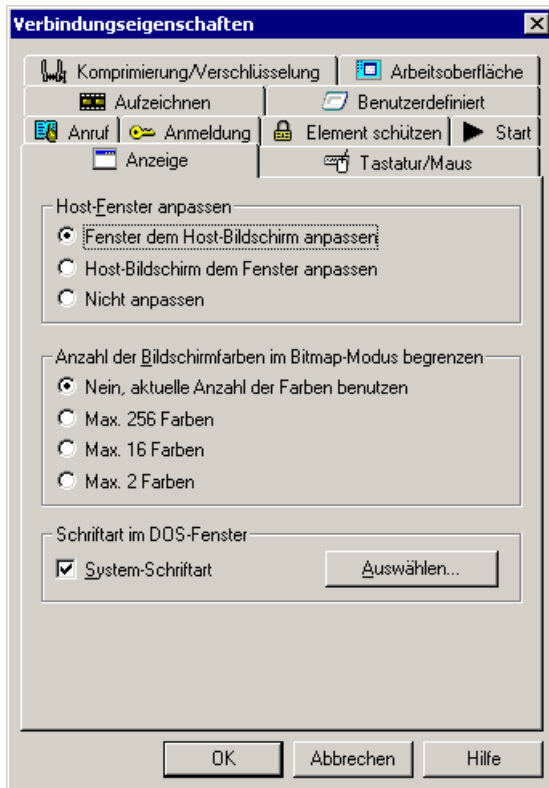 Verbindungseigenschaften
Komprimierung/Verschlüsselung Arbeitsoberfläche
Aufzeichnen Benutzerdefiniert
Anruf Anmeldung Element schützen Start
Anzeige Tastatur/Maus
Host-Fenster anpassen
Fenster dem Host-Bildschirm anpassen
Host-Bildschirm dem Fenster anpassen
Nicht anpassen
Anzahl der Bildschirmfarben im Bitmap-Modus begrenzen
Nein, aktuelle Anzahl der Farben benutzen
Max. 256 Farben
Max. 16 Farben
Max. 2 Farben
Schriftart im DOS-Fenster
System-Schriftart Auswählen...
OK Abbrechen Hilfe